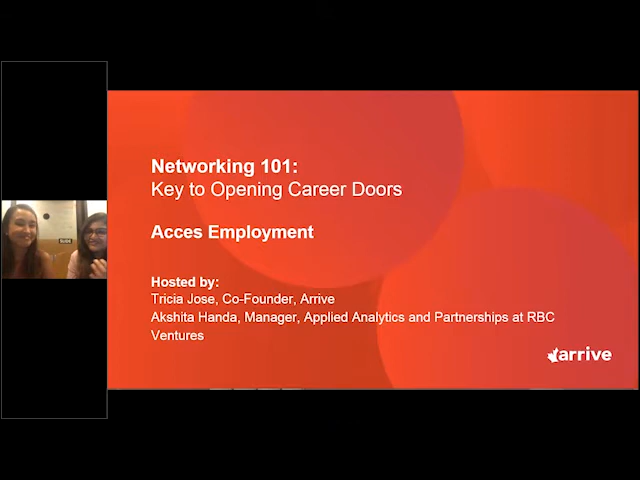 Networking 101:
Key to Opening Career Doors
Acces Employment
Hosted by:
Tricia Jose, Co-Founder, Arrive
Akshita Handa, Manager, Applied Analytics and Partnerships at RBC
Ventures
arrive